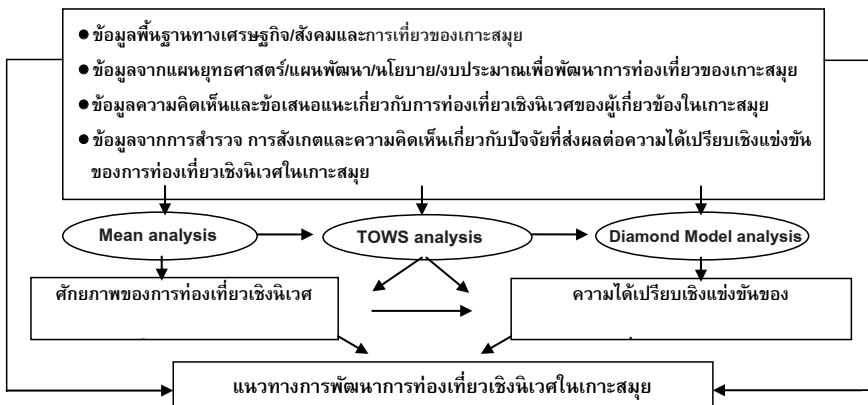 ● ข้อมูลพื้นฐานทางเศรษฐกิจ/สังคมและการเที่ยวของเกาะสมุย
● ข้อมูลจากแผนยุทธศาสตร์/แผนพัฒนา/นโยบาย/งบประมาณเพื่อพัฒนาการท่องเที่ยวของเกาะสมุย
● ข้อมูลความคิดเห็นและข้อเสนอแนะเกี่ยวกับการท่องเที่ยวเชิงนิเวศของผู้เกี่ยวข้องในเกาะสมุย
● ข้อมูลจากการสำรวจ การสังเกตและความคิดเห็นเกี่ยวกับปัจจัยที่ส่งผลต่อความได้เปรียบเชิงแข่งขัน
ของการท่องเที่ยวเชิงนิเวศในเกาะสมุย
Mean analysis
TOWS analysis
Diamond Model analysis
ศักยภาพของการท่องเที่ยวเชิงนิเวศ
ความได้เปรียบเชิงแข่งขันของ
แนวทางการพัฒนาการท่องเที่ยวเชิงนิเวศในเกาะสมุย